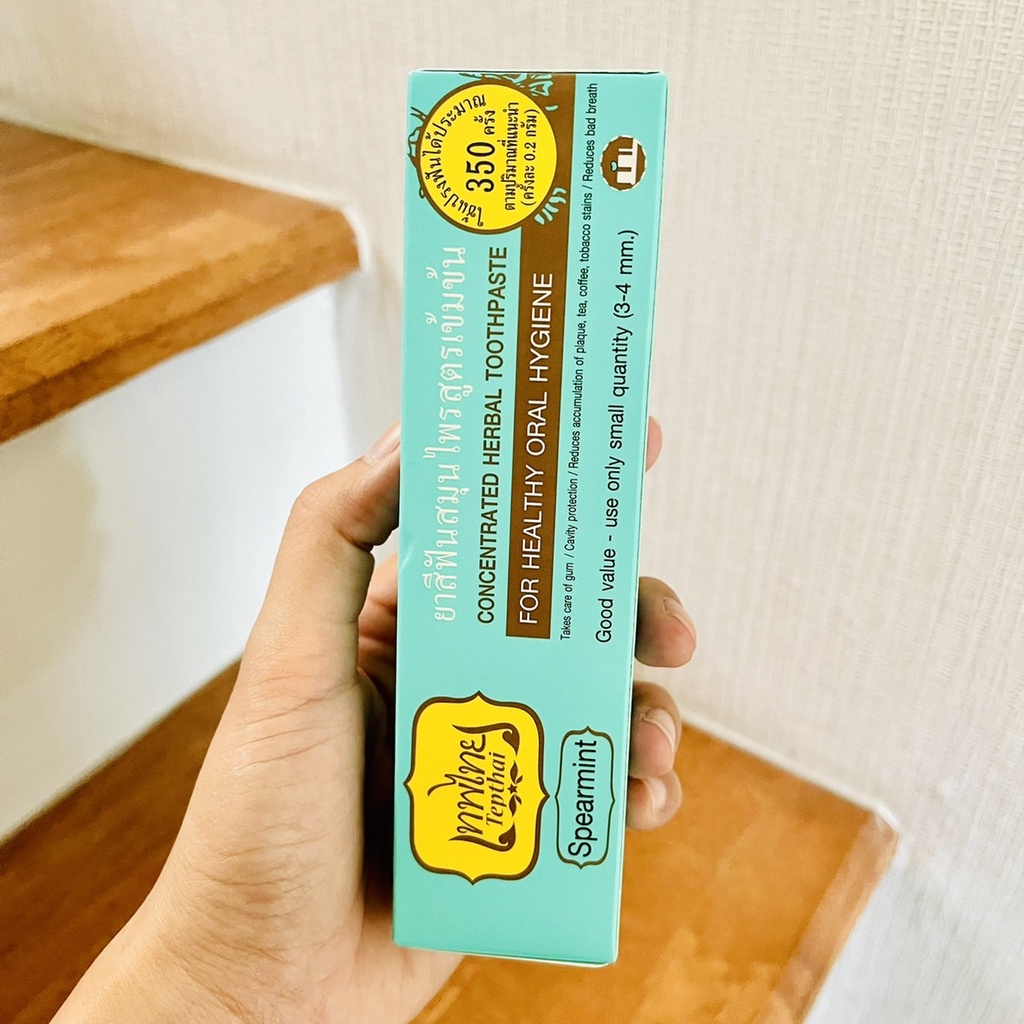 เทพไทย
Tepthai
Spearmint
ยาสีฟันสมุนไพรสูตรเข้มข้น
CONCENTRATED HERBAL TOOTHPASTE
FOR HEALTHY ORAL HYGIENE
Takes care of gum / Cavity protection / Reduces accumulation of plaque, tea, coffee, tobacco stains / Reduces bad breath
Good value - use only small quantity (3-4 mm.)
ใช้แปรงฟันได้ประมาณ
350 ครั้ง
ตามปริมาณที่แนะนำ
(ครั้งละ 0.2 กรัม)